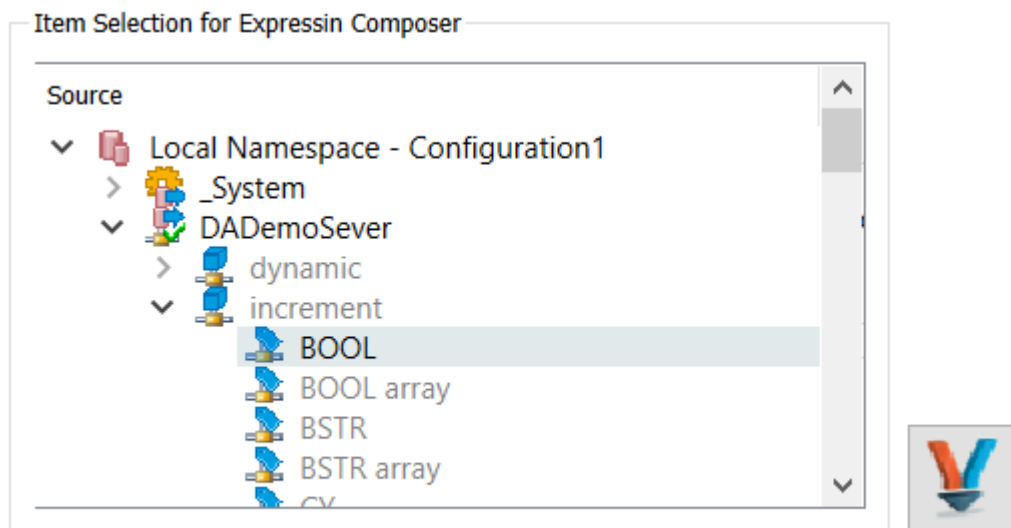 Item Selection for Expressin Composer
Source
Local Namespace - Configuration1
_System
DADemoSever
dynamic
increment
BOOL
BOOL array
BSTR
BSTR array